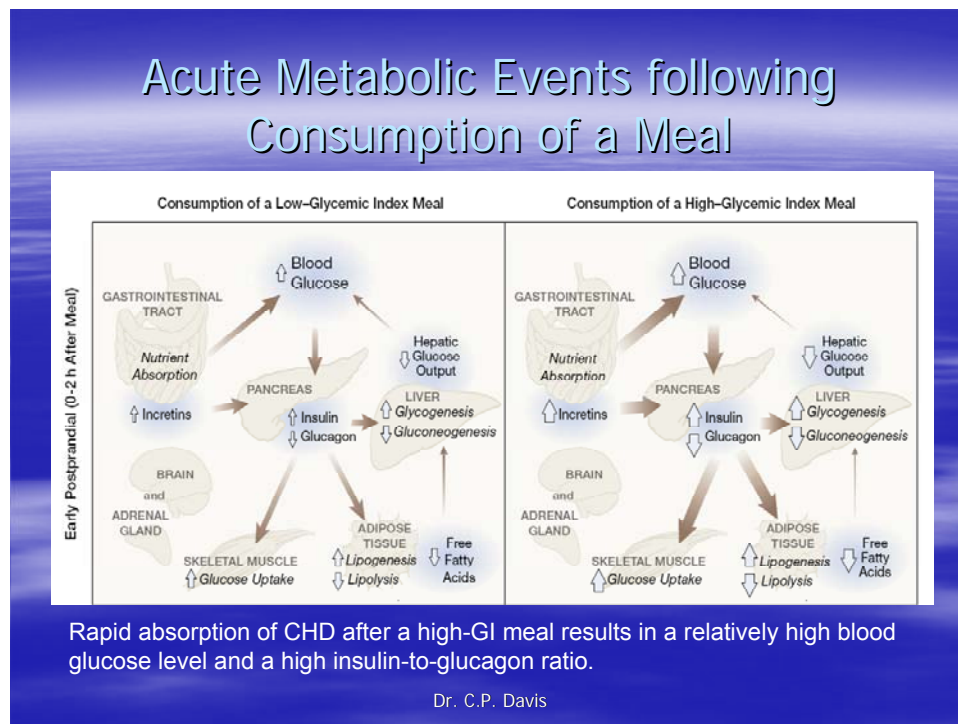 Acute Metabolic Events following
Consumption of a Meal
Consumption of a Low–Glycemic Index Meal
Early Postprandial (0-2 h After Meal)
Blood
Glucose
GASTROINTESTINAL
TRACT
Nutrient
Absorption
Hepatic
Glucose
Output
PANCREAS
LIVER
Incretins
Insulin
Glucagon
Glycogenesis
Gluconeogenesis
BRAIN
and
ADRENAL
GLAND
SKELETAL MUSCLE
Glucose Uptake
ADIPOSE
TISSUE
Lipogenesis
Lipolysis
Free
Fatty
Acids
Consumption of a High–Glycemic Index Meal
Blood
Glucose
GASTROINTESTINAL
TRACT
Nutrient
Absorption
Hepatic
Glucose
Output
PANCREAS
LIVER
Incretins
Insulin
Glucagon
Glycogenesis
Gluconeogenesis
BRAIN
and
ADRENAL
GLAND
SKELETAL MUSCLE
Glucose Uptake
ADIPOSE
TISSUE
Lipogenesis
Lipolysis
Free
Fatty
Acids
Rapid absorption of CHD after a high-GI meal results in a relatively high blood
glucose level and a high insulin-to-glucagon ratio.
Dr. C.P. Davis